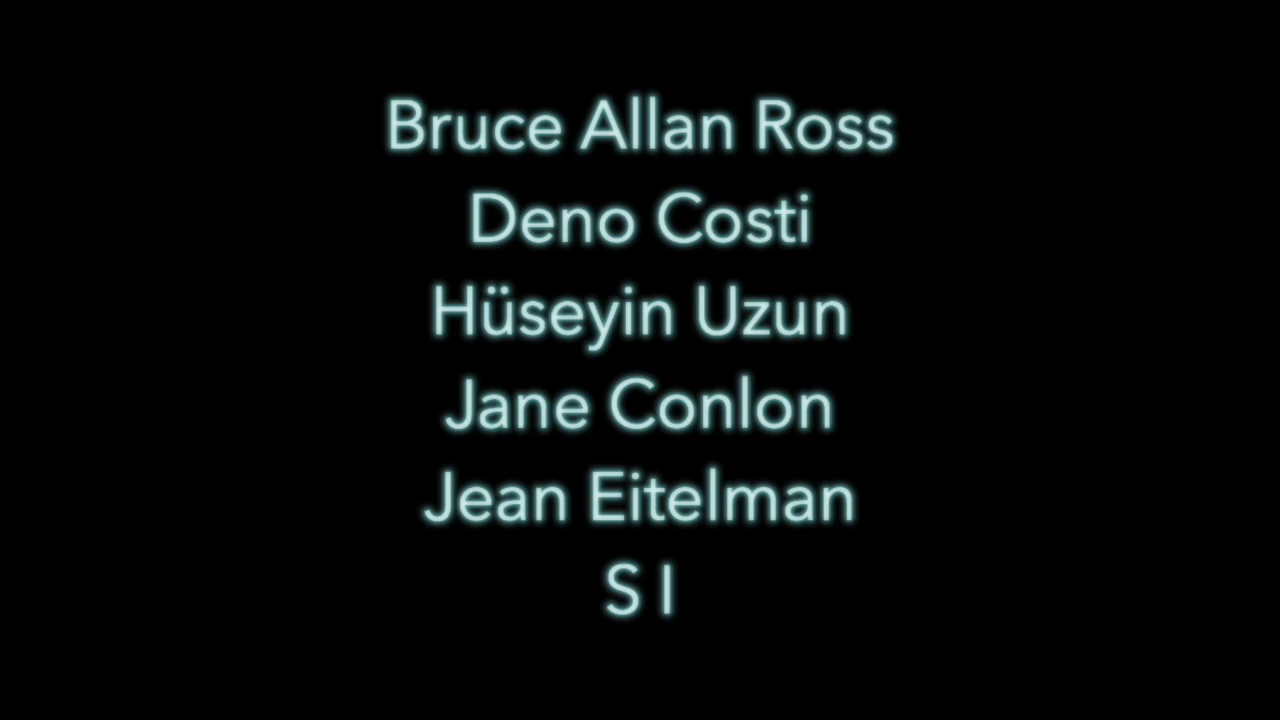 Bruce Allan Ross
Deno Costi
Hüseyin Uzun
Jane Conlon
Jean Eitelman
S I